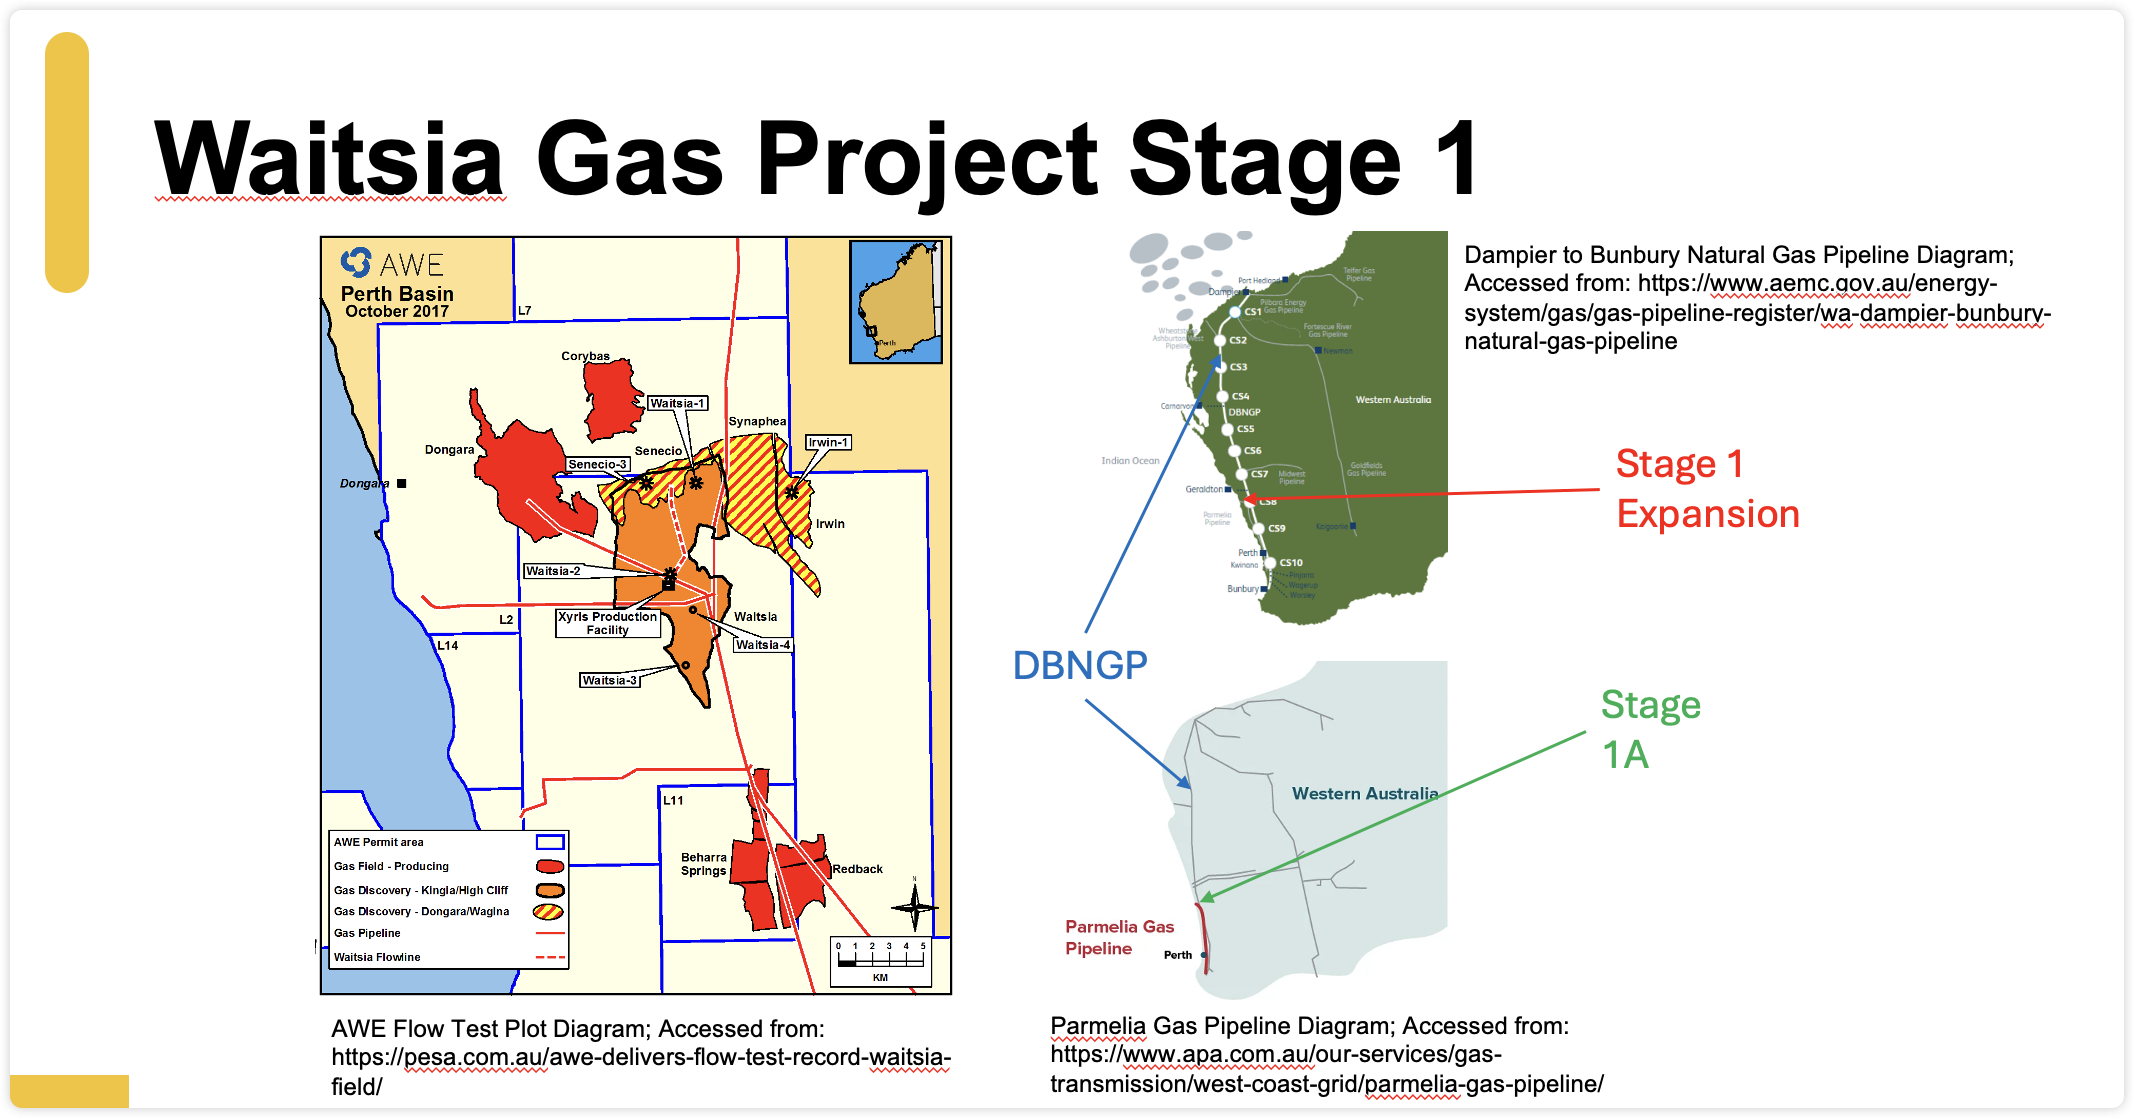 Waitsia Gas Project Stage 1
AWE
Perth Basin
October 2017
L7
Perth
Corybas
Waitsia-1
Synaphea
Irwin-1
Dongara
Senecio
Senecio-3
Dongara
Irwin
Waitsia-2
Xyris Production
Facility
Waitsia
L2
Waitsia-4
L14
Waitsia-3
L11
Beharra
Springs
Redback
AWE Permit area
Gas Field - Producing
Gas Discovery - Kingia/High Cliff
Gas Discovery - Dongara/Wagina
Gas Pipeline
Waitsia Flowline
N
0 1 2 3 4 5
KM
AWE Flow Test Plot Diagram; Accessed from:
https://pesa.com.au/awe-delivers-flow-test-record-waitsia-
field/
Port Hedland
Telfer Gas
Pipeline
Dampier
Pilbara Energy
Gas Pipeline
CS1
Wheatstone
Ashburton West
Pipeline
Fortescue River
Gas Pipeline
CS2
Newman
CS3
CS4
Western Australia
Carnarvon
DBNGP
CS5
CS6
Indian Ocean
Goldfields
Gas Pipeline
CS7
Midwest
Pipeline
Geraldton
CS8
Parmelia
Pipeline
CS9
Kalgoorlie
Perth
Kwinana
CS10
Pinjarra
Wagerup
Worsley
Bunbury
Dampier to Bunbury Natural Gas Pipeline Diagram;
Accessed from: https://www.aemc.gov.au/energy-
system/gas/gas-pipeline-register/wa-dampier-bunbury-
natural-gas-pipeline
Stage 1
Expansion
DBNGP
Stage
1A
Western Australia
Parmelia Gas
Pipeline
Perth
Parmelia Gas Pipeline Diagram; Accessed from:
https://www.apa.com.au/our-services/gas-
transmission/west-coast-grid/parmelia-gas-pipeline/